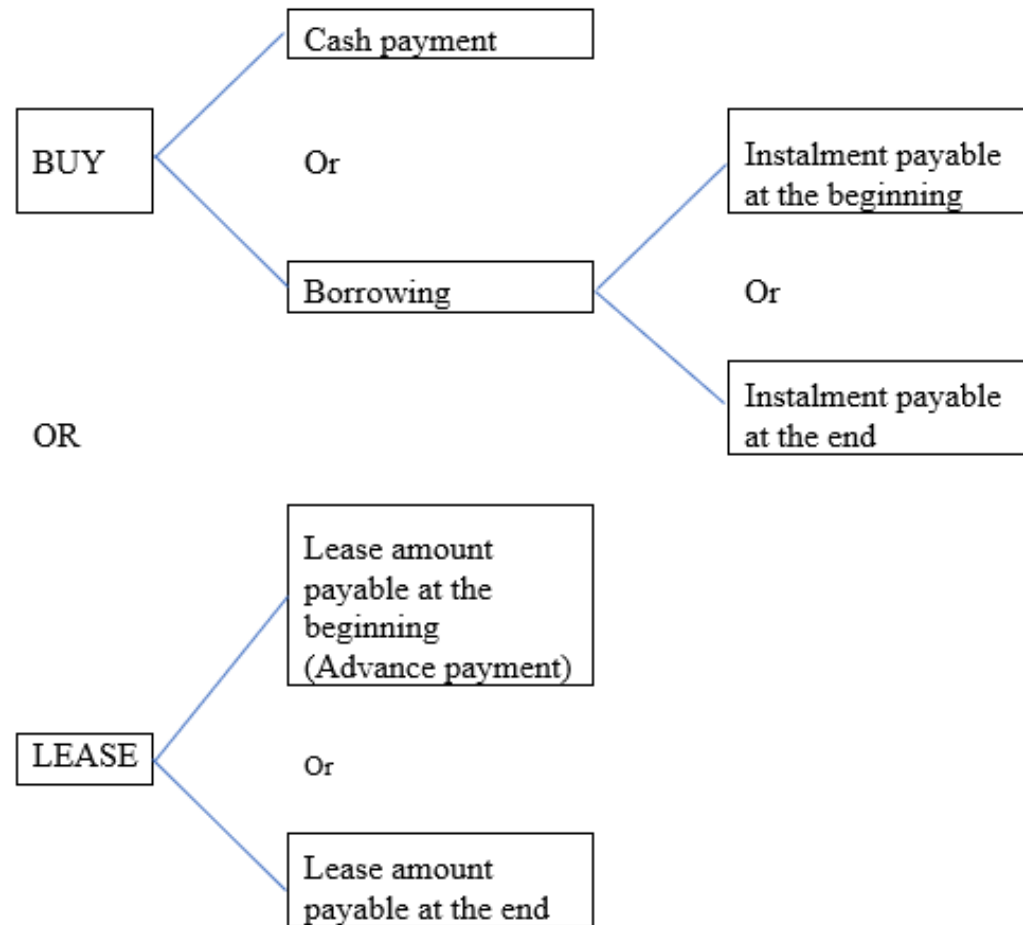 Cash payment
BUY
Or
Instalment payable
at the beginning
Borrowing
Or
Instalment payable
at the end
OR
Lease amount
payable at the
beginning
(Advance payment)
LEASE
Or
Lease amount
payable at the end